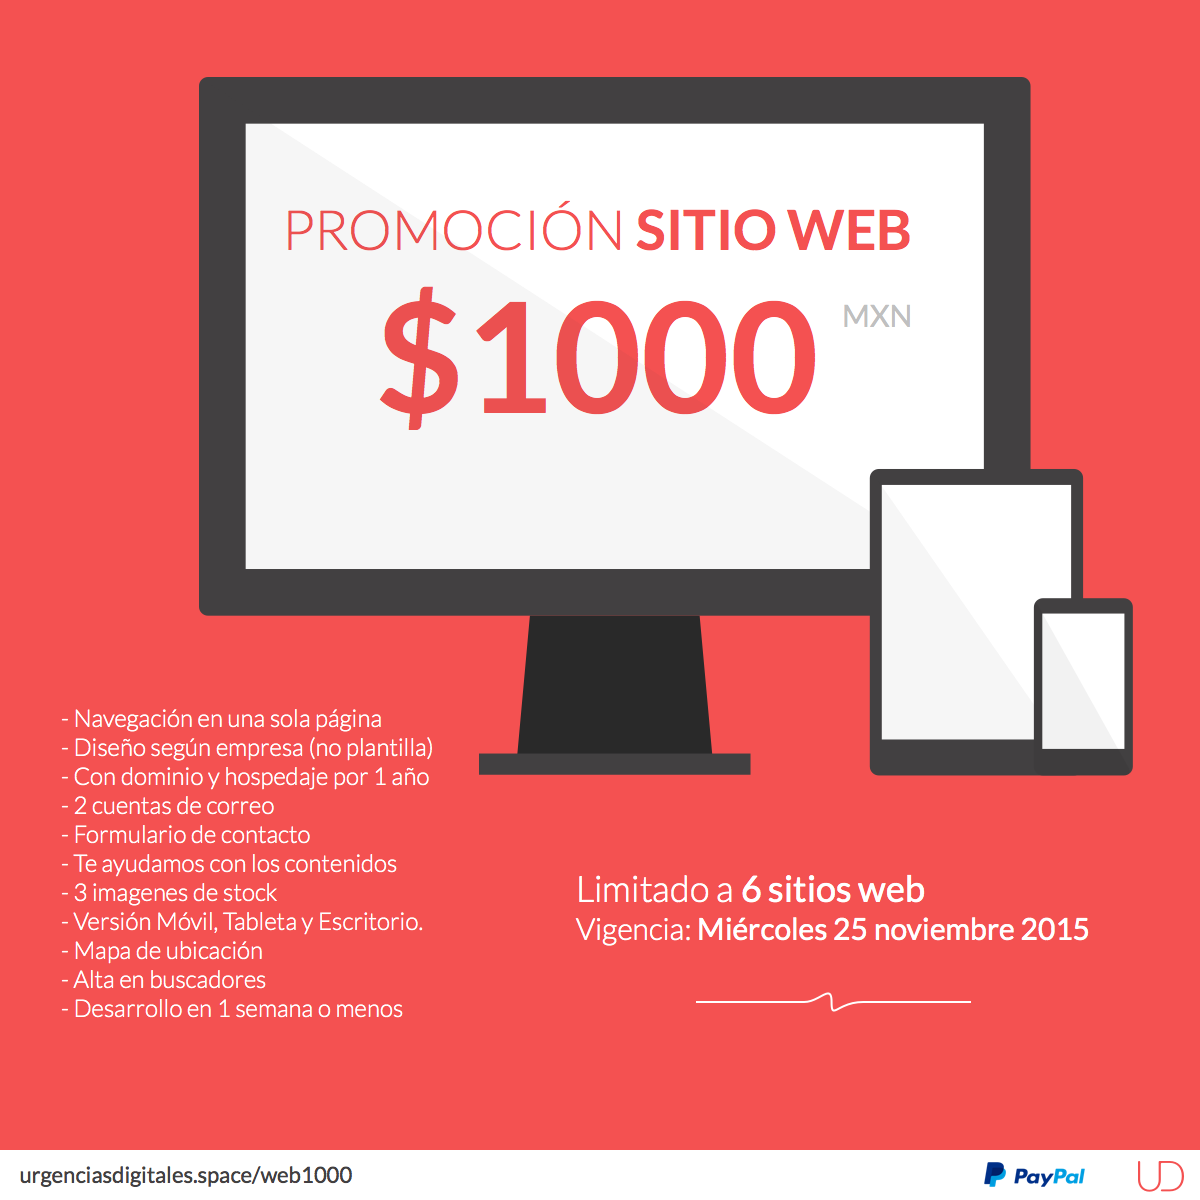 PROMOCIÓN SITIO WEB
$1000 MXN
- Navegación en una sola página
- Diseño según empresa (no plantilla)
- Con dominio y hospedaje por 1 año
- 2 cuentas de correo
- Formulario de contacto
- Te ayudamos con los contenidos
- 3 imagenes de stock
- Versión Móvil, Tableta y Escritorio.
- Mapa de ubicación
- Alta en buscadores
- Desarrollo en 1 semana o menos
Limitado a 6 sitios web
Vigencia: Miércoles 25 noviembre 2015
urgenciasdigitales.space/web1000
PayPal
UD